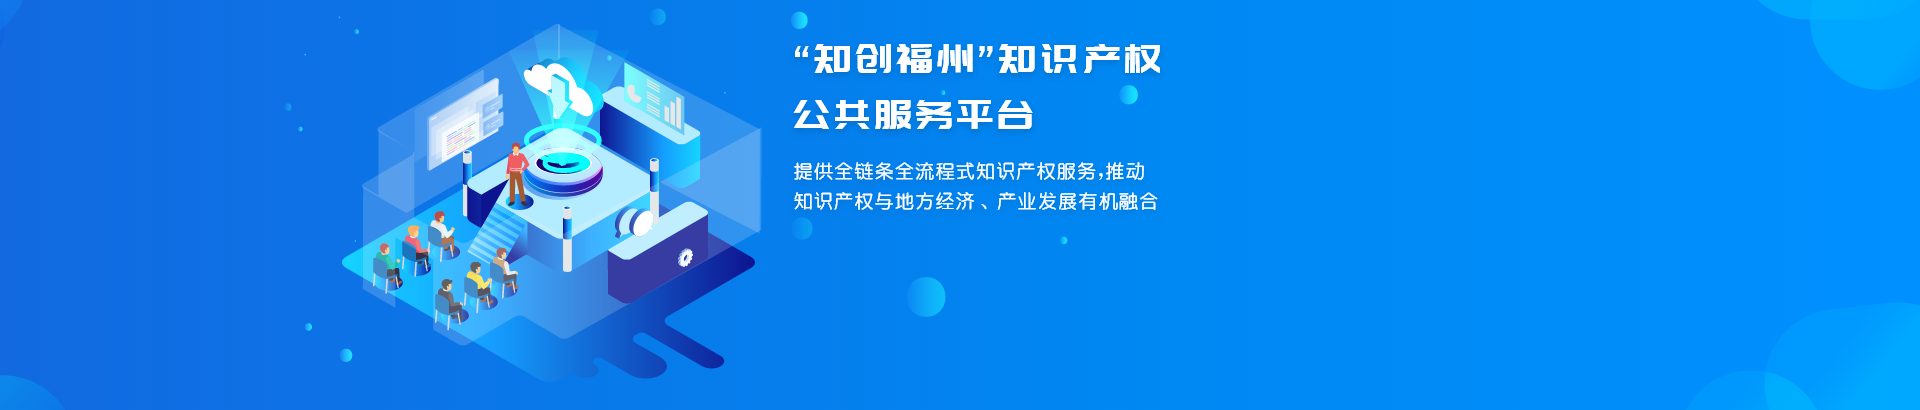 “知创福州”知识产权
公共服务平台
提供全链条全流程式知识产权服务,推动
知识产权与地方经济、产业发展有机融合